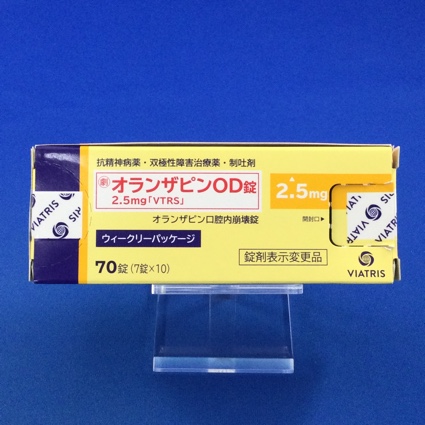 抗精神病薬・双極性障害治療薬・制吐剤
劇 オランザピンOD錠
2.5mg「VTRS」
2.5mg
オランザピン口腔内崩壊錠
開封口▶
ウィークリーパッケージ
70錠(7錠×10)
錠剤表示変更品
VIATRIS
VIATRIS
VIATRIS